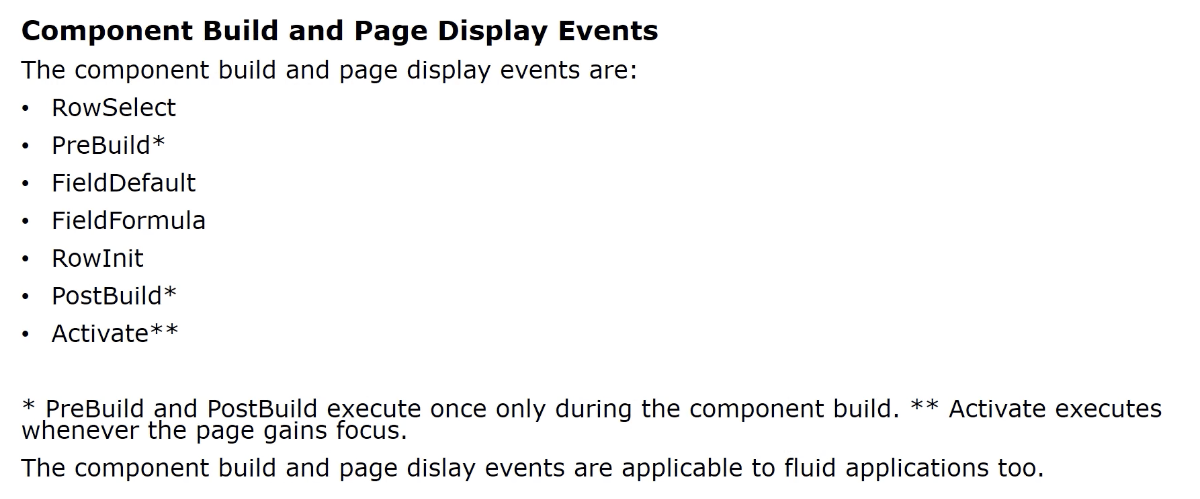 Component Build and Page Display Events
The component build and page display events are:
• RowSelect
• PreBuild*
• FieldDefault
• FieldFormula
• RowInit
• PostBuild*
• Activate**
* PreBuild and PostBuild execute once only during the component build. ** Activate executes
whenever the page gains focus.
The component build and page dislay events are applicable to fluid applications too.